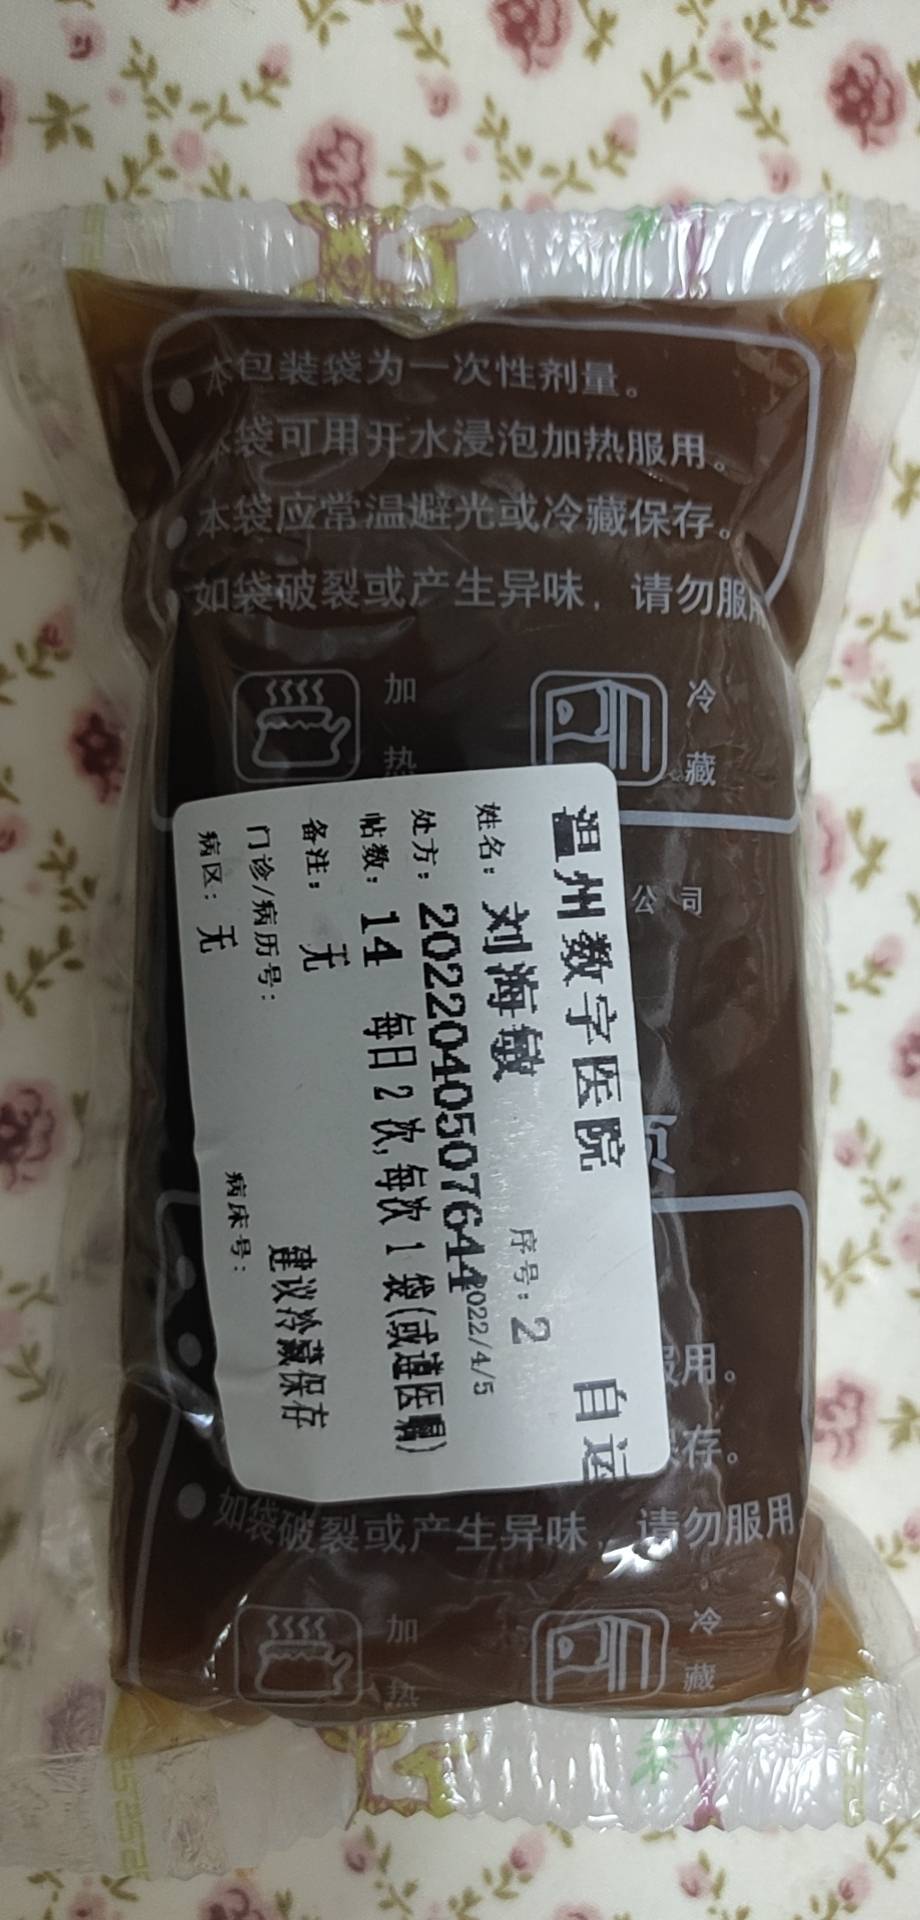 本包装袋为一次性剂量。
本袋可用开水浸泡加热服用。
本袋应常温避光或冷藏保存。
如袋破裂或产生异味，请勿服用
加热
冷藏
公司
温州数字医院 自运
姓名：刘海敏 序号：2
处方：2022040507644 2022/4/5
帖数：14 每日2次,每次1袋(或遵医嘱)
备注：无
建议冷藏保存
门诊/病历号：
病区：无 病床号：
服用。
保存。
如袋破裂或产生异味，请勿服用
加热
冷藏